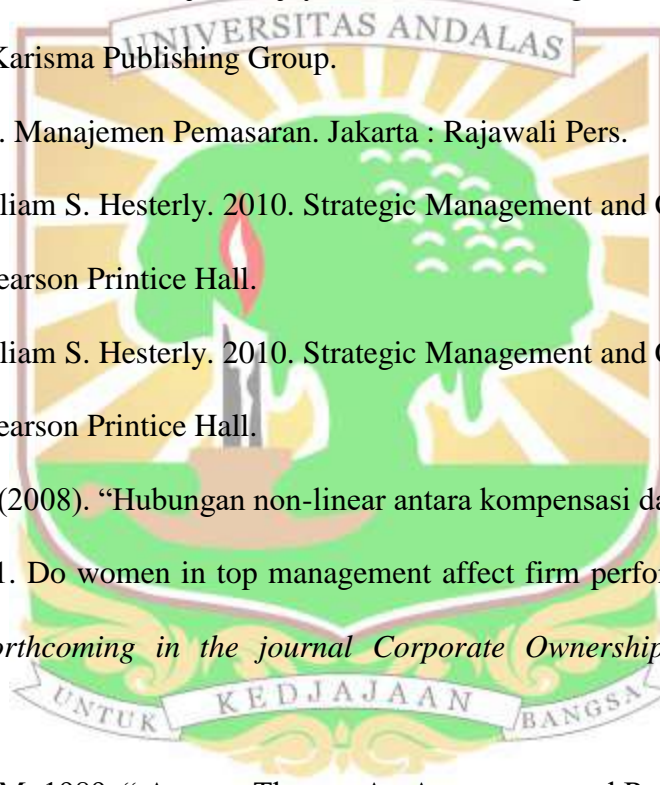 UNIVERSITAS ANDALAS
Karisma Publishing Group.
. Manajemen Pemasaran. Jakarta : Rajawali Pers.
liam S. Hesterly. 2010. Strategic Management and
earson Printice Hall.
liam S. Hesterly. 2010. Strategic Management and
earson Printice Hall.
(2008). “Hubungan non-linear antara kompensasi da
1. Do women in top management affect firm perfor
orthcoming in the journal Corporate Ownership
UNTUK KEDJAJAAN BANGSA